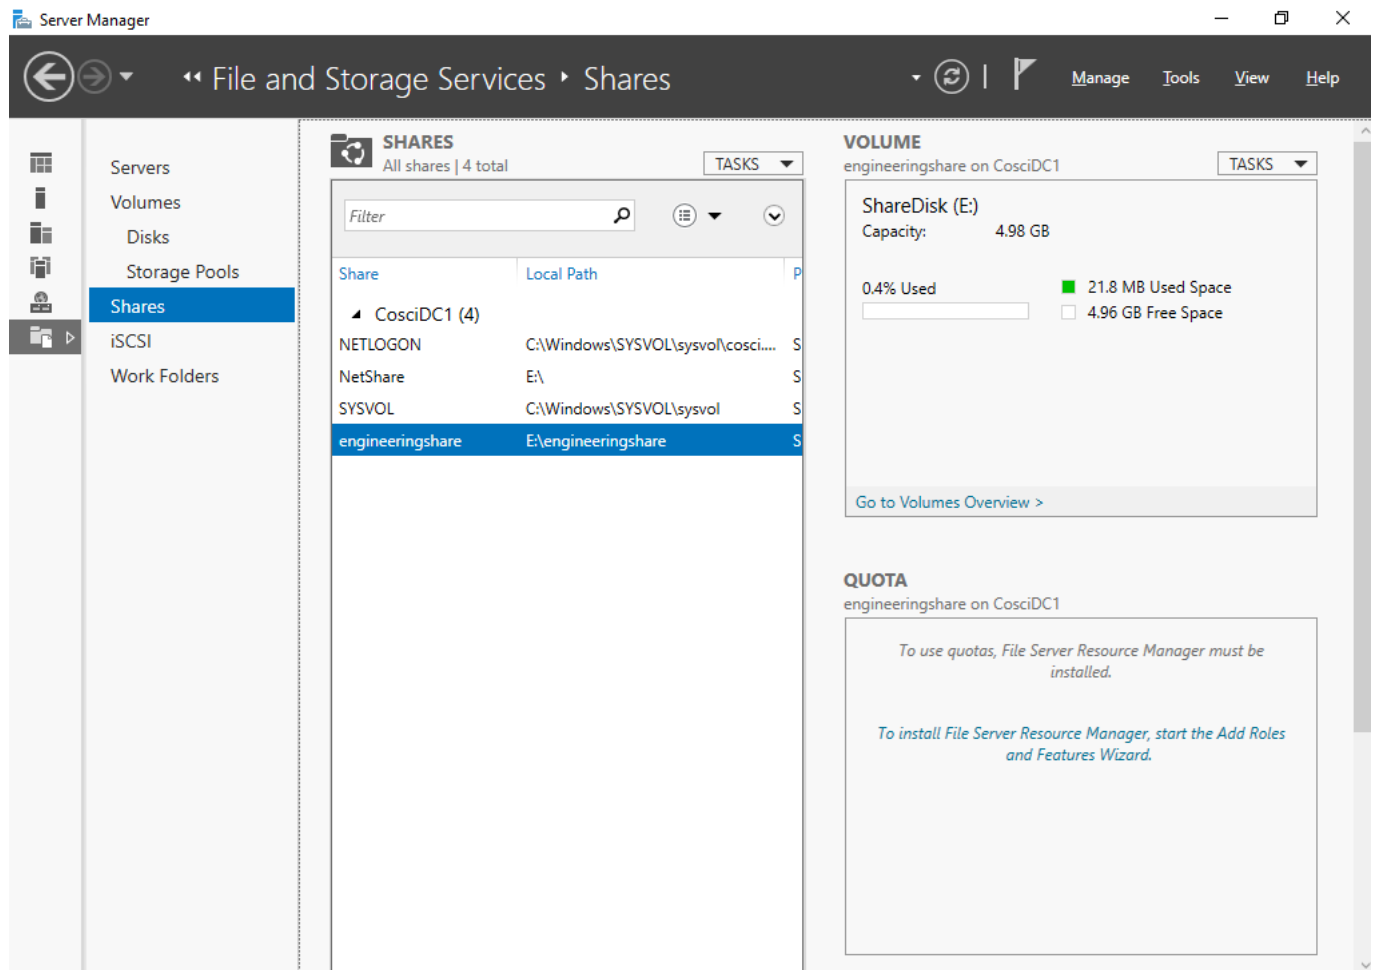 Server Manager
File and Storage Services ‣ Shares
Manage Tools View Help
Servers
Volumes
Disks
Storage Pools
Shares
iSCSI
Work Folders
SHARES
All shares | 4 total
TASKS
Filter
Share Local Path P
CosciDC1 (4)
NETLOGON C:\Windows\SYSVOL\sysvol\cosci.... S
NetShare E:\ S
SYSVOL C:\Windows\SYSVOL\sysvol S
engineeringshare E:\engineeringshare S
VOLUME
engineeringshare on CosciDC1
TASKS
ShareDisk (E:)
Capacity: 4.98 GB
0.4% Used
21.8 MB Used Space
4.96 GB Free Space
Go to Volumes Overview >
QUOTA
engineeringshare on CosciDC1
To use quotas, File Server Resource Manager must be
installed.
To install File Server Resource Manager, start the Add Roles
and Features Wizard.